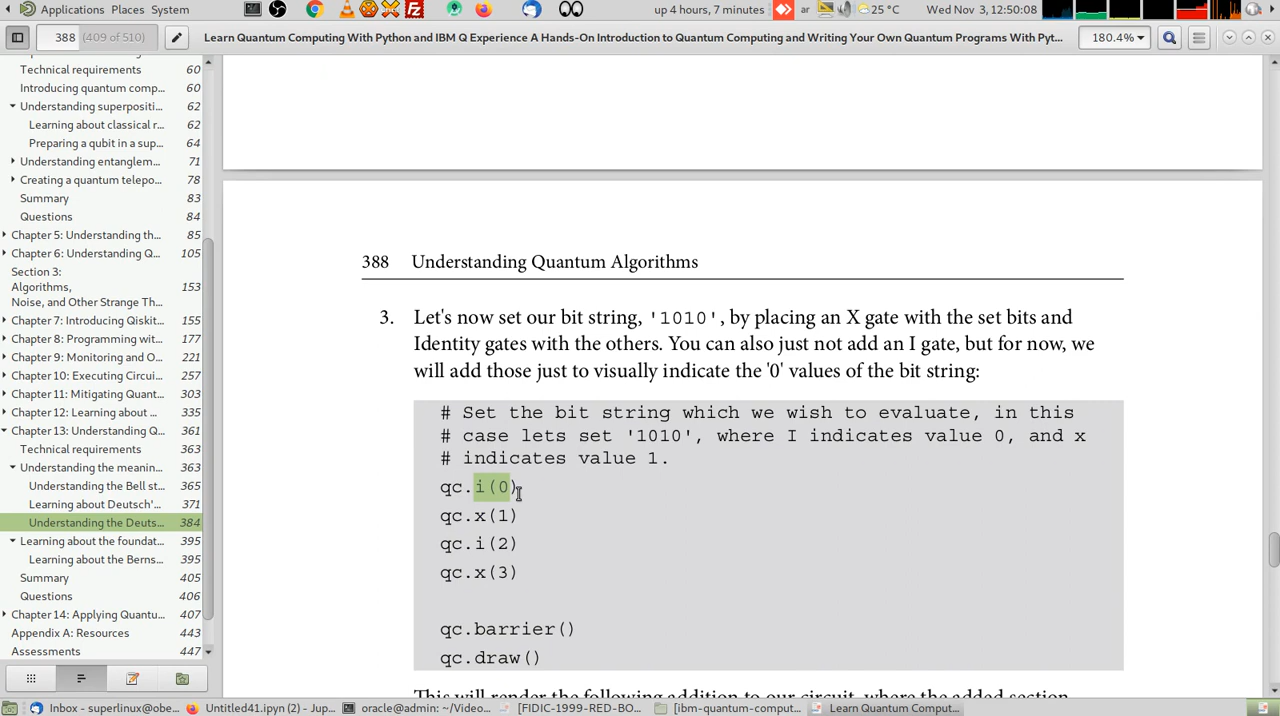 Applications Places System
up 4 hours, 7 minutes
ar
25 °C
Wed Nov 3, 12:50:08
388
(409 of 510)
Learn Quantum Computing With Python and IBM Q Experience A Hands-On Introduction to Quantum Computing and Writing Your Own Quantum Programs With Pyt...
180.4%
Technical requirements 60
Introducing quantum comp... 60
Understanding superpositi... 62
Learning about classical r... 62
Preparing a qubit in a sup... 64
Understanding entanglem... 71
Creating a quantum telepo... 78
Summary 83
Questions 84
Chapter 5: Understanding th... 85
Chapter 6: Understanding Q... 105
Section 3:
Algorithms,
Noise, and Other Strange Th... 153
Chapter 7: Introducing Qiskit... 155
Chapter 8: Programming wit... 177
Chapter 9: Monitoring and O... 221
Chapter 10: Executing Circui... 257
Chapter 11: Mitigating Quant... 303
Chapter 12: Learning about ... 335
Chapter 13: Understanding Q... 361
Technical requirements 363
Understanding the meanin... 363
Understanding the Bell st... 365
Learning about Deutsch'... 371
Understanding the Deuts... 384
Learning about the foundat... 395
Learning about the Berns... 395
Summary 405
Questions 406
Chapter 14: Applying Quantu... 407
Appendix A: Resources 443
Assessments 447
388 Understanding Quantum Algorithms
3. Let's now set our bit string, '1010', by placing an X gate with the set bits and
Identity gates with the others. You can also just not add an I gate, but for now, we
will add those just to visually indicate the '0' values of the bit string:
# Set the bit string which we wish to evaluate, in this
# case lets set '1010', where I indicates value 0, and x
# indicates value 1.
qc.i(0)
qc.x(1)
qc.i(2)
qc.x(3)
qc.barrier()
qc.draw()
This will render the following addition to our circuit, where the added section
Inbox - superlinux@obe...
Untitled41.ipyn (2) - Jup...
oracle@admin: ~/Video...
[FIDIC-1999-RED-BO...
[ibm-quantum-comput...
Learn Quantum Comput...